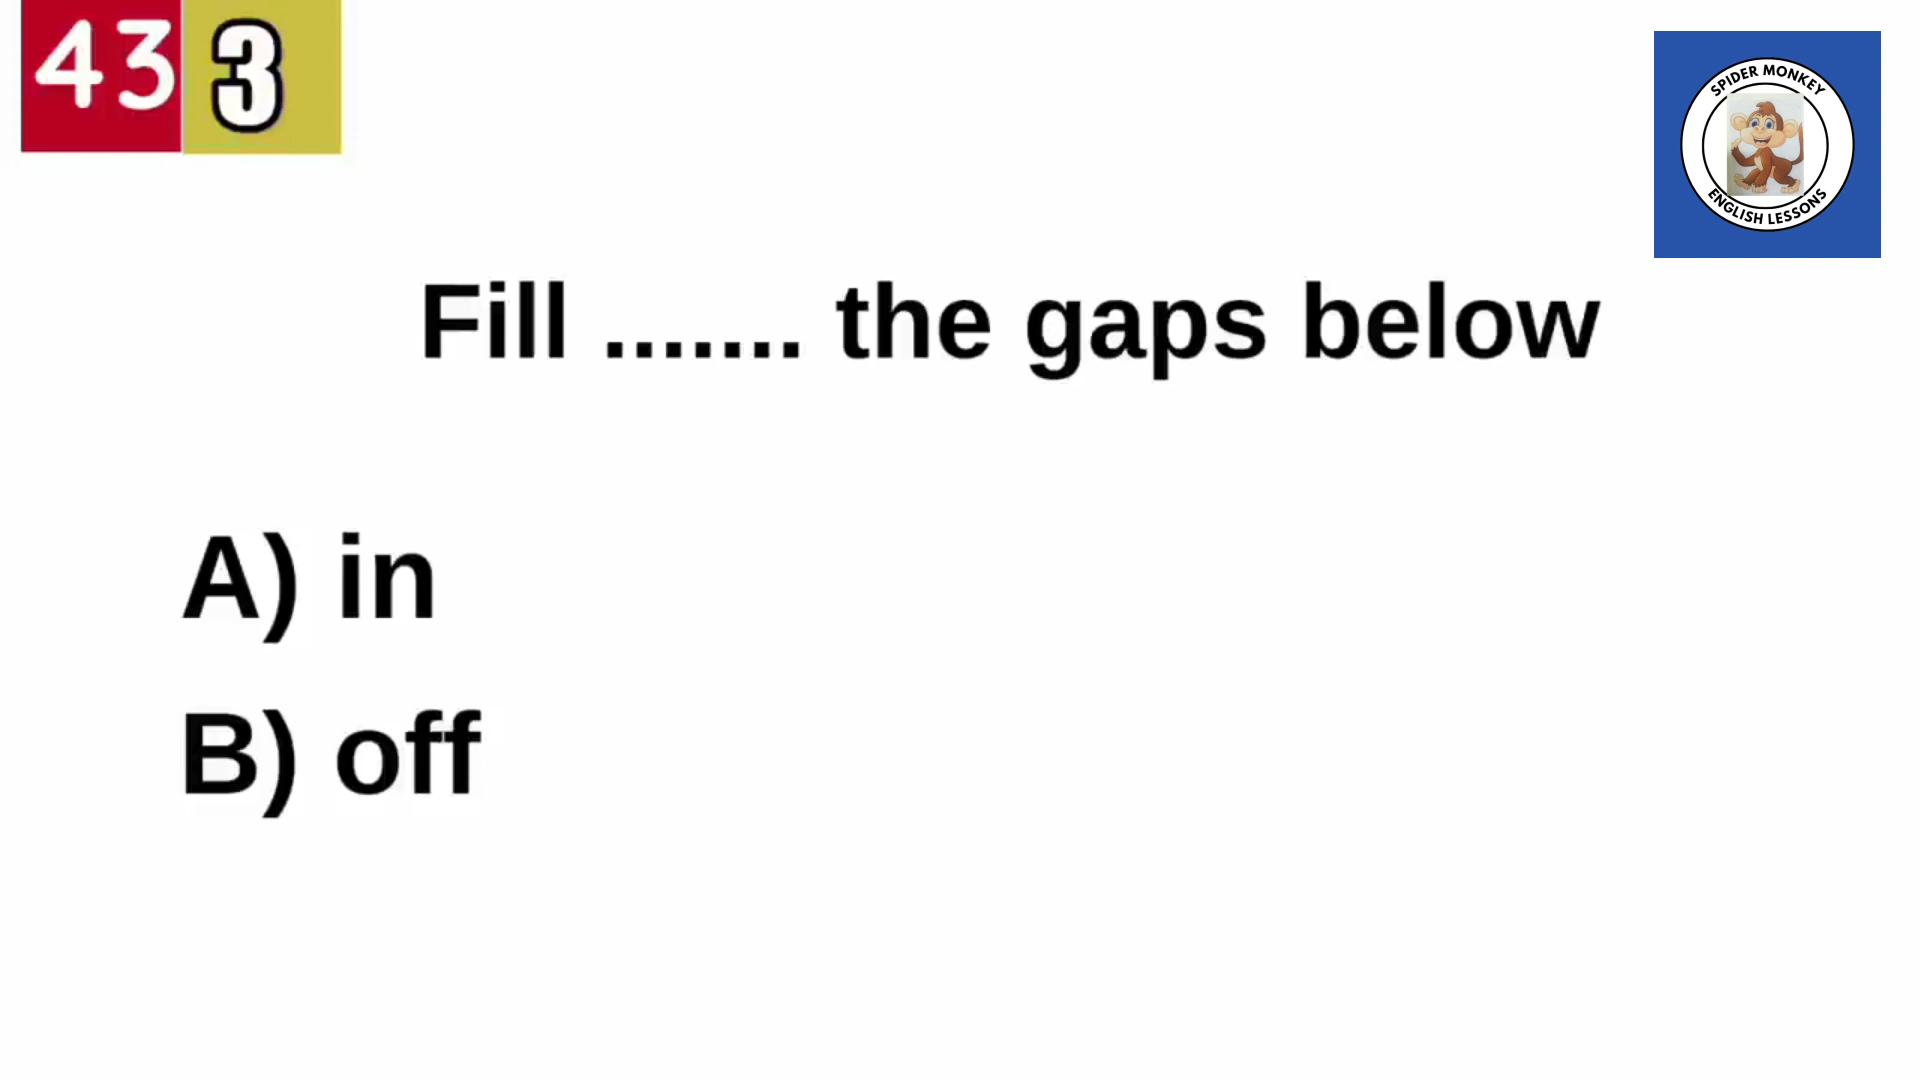 43 3
SPIDER MONKEY
ENGLISH LESSONS
Fill ....... the gaps below
A) in
B) off